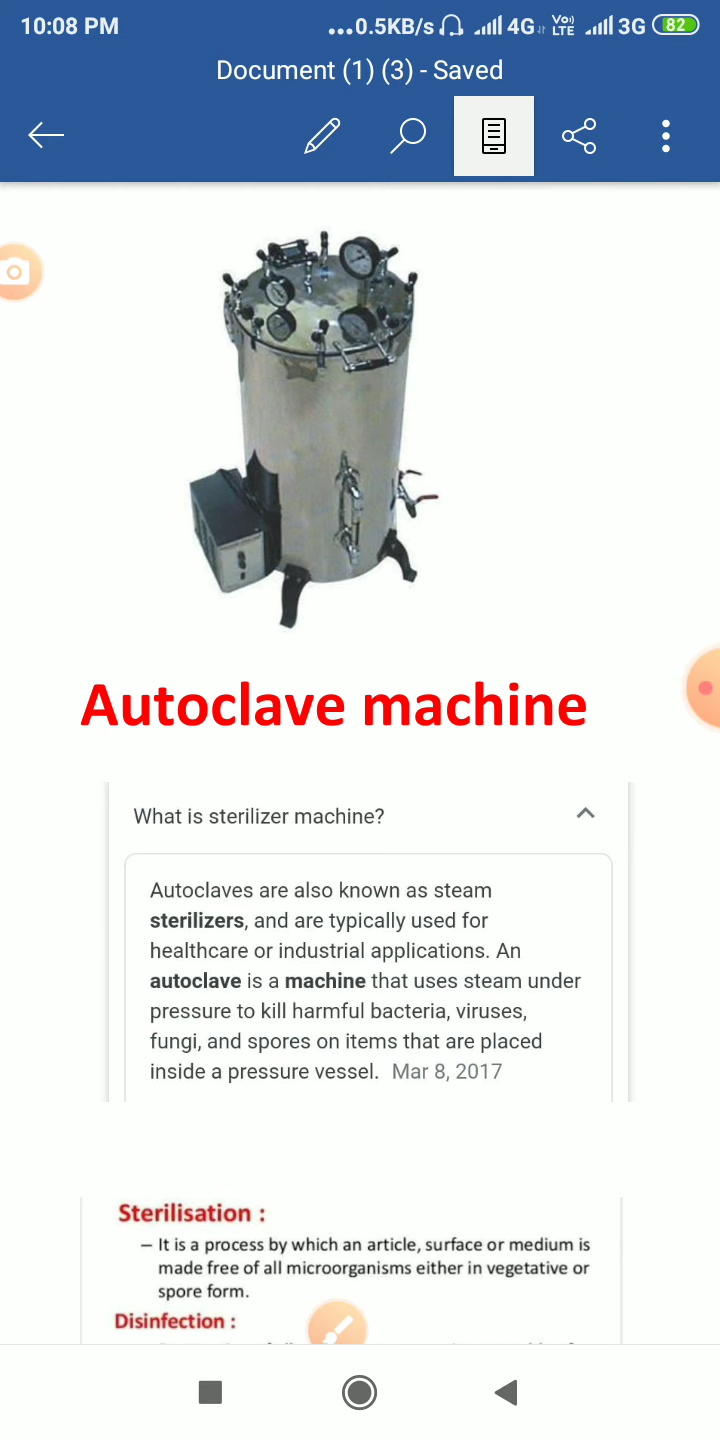 10:08 PM
...0.5KB/s 4G Vo) LTE 3G 82
Document (1) (3) - Saved
Autoclave machine
What is sterilizer machine?
Autoclaves are also known as steam
sterilizers, and are typically used for
healthcare or industrial applications. An
autoclave is a machine that uses steam under
pressure to kill harmful bacteria, viruses,
fungi, and spores on items that are placed
inside a pressure vessel. Mar 8, 2017
Sterilisation :
– It is a process by which an article, surface or medium is
made free of all microorganisms either in vegetative or
spore form.
Disinfection :